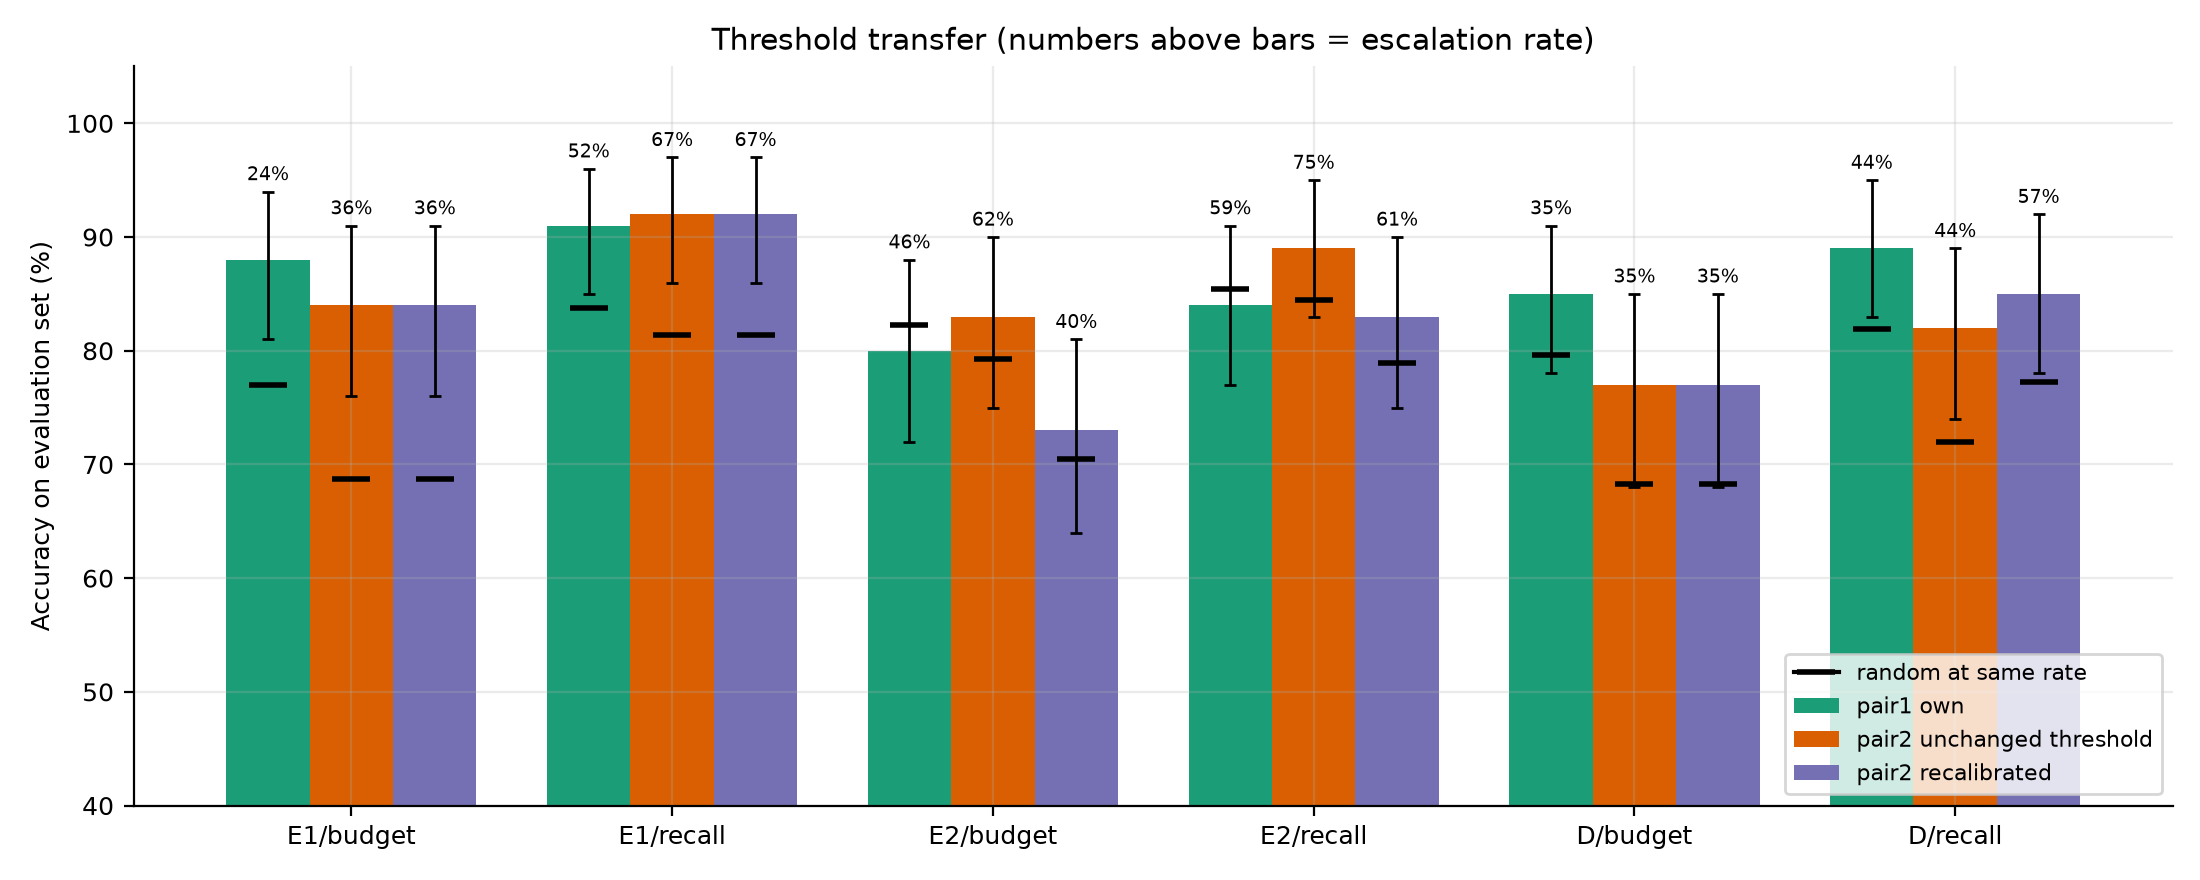 Threshold transfer (numbers above bars = escalation rate)
Accuracy on evaluation set (%)
100
90
80
70
60
50
40
24%
36%
36%
52%
67%
67%
46%
62%
40%
59%
75%
61%
35%
35%
35%
44%
44%
57%
random at same rate
pair1 own
pair2 unchanged threshold
pair2 recalibrated
E1/budget
E1/recall
E2/budget
E2/recall
D/budget
D/recall